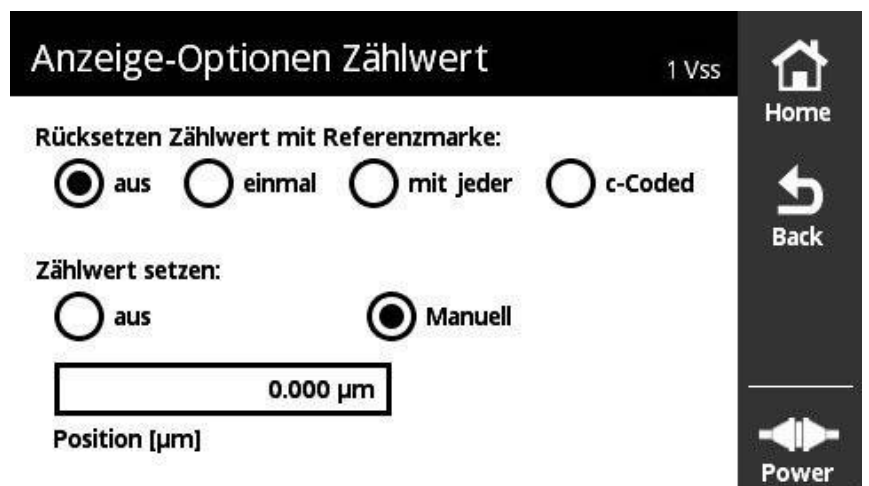 Anzeige-Optionen Zählwert
1 Vss
Home
Rücksetzen Zählwert mit Referenzmarke:
aus einmal mit jeder c-Coded
Back
Zählwert setzen:
aus Manuell
0.000 µm
Position [µm]
Power